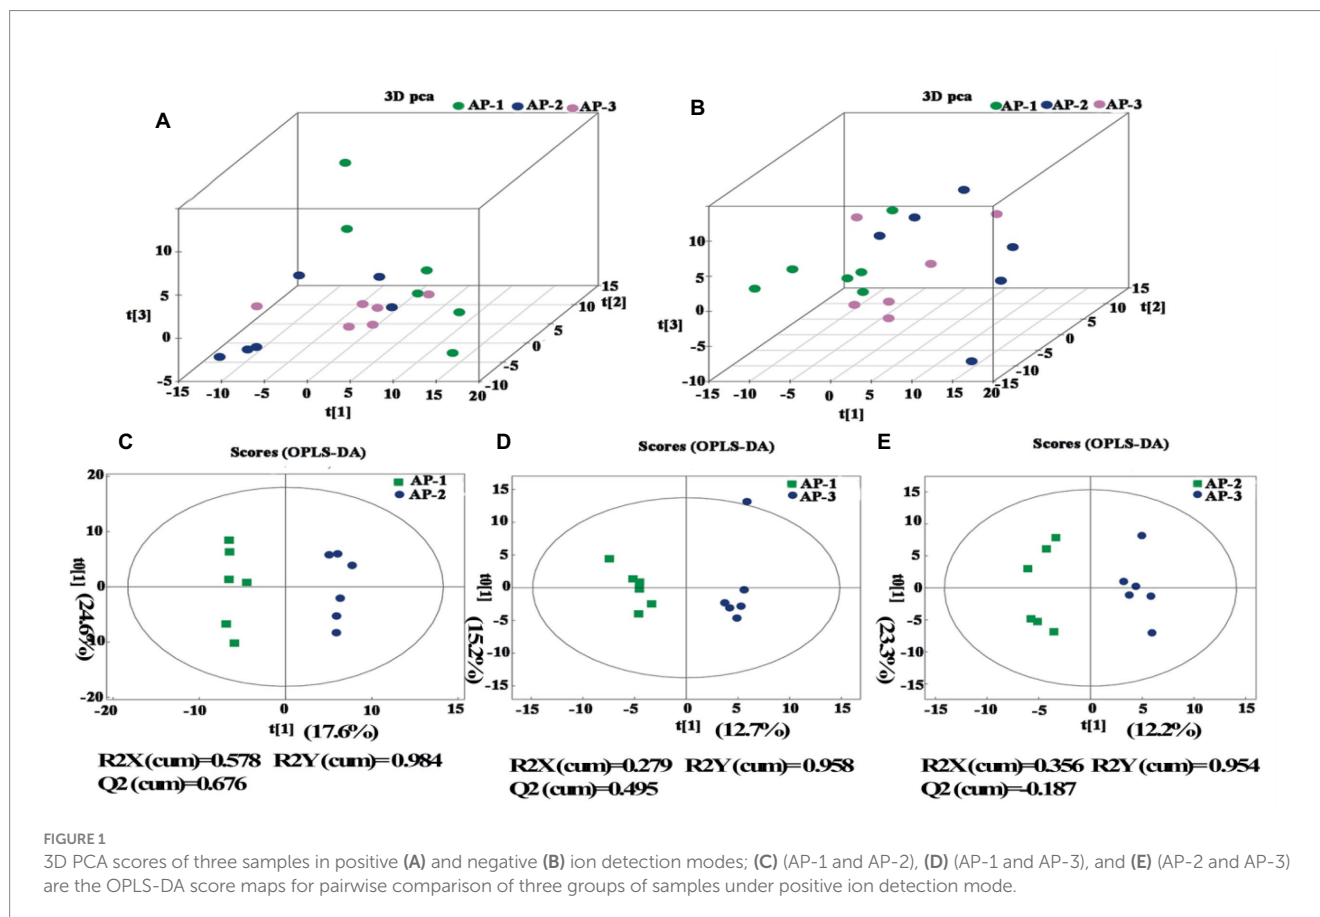 3D pca
AP-1 AP-2 AP-3
A
10
5
0
-5
t[3]
-15 -10 -5 0 5 10 15 20
t[1]
-10
-5
0
5
10
15
t[2]
3D pca
AP-1 AP-2 AP-3
B
10
5
0
-5
-10
t[3]
-15 -10 -5 0 5 10 15 20
t[1]
-15
-10
-5
0
5
10
15
t[2]
C
Scores (OPLS-DA)
AP-1
AP-2
20
10
0
-10
-20
t0[1]
(24.6%)
-20 -10 0 10 15
t[1] (17.6%)
R2X (cum)=0.578 R2Y (cum)= 0.984
Q2 (cum)=0.676
D
Scores (OPLS-DA)
AP-1
AP-3
15
10
5
0
-5
-10
-15
t0[1]
(15.2%)
-15 -10 -5 0 5 10 15
t[1] (12.7%)
R2X (cum)=0.279 R2Y (cum)=0.958
Q2 (cum)=0.495
E
Scores (OPLS-DA)
AP-2
AP-3
15
10
5
0
-5
-10
-15
t0[1]
(23.3%)
-15 -10 -5 0 5 10 15
t[1] (12.2%)
R2X (cum)=0.356 R2Y (cum)=0.954
Q2 (cum)=-0.187
FIGURE 1
3D PCA scores of three samples in positive (A) and negative (B) ion detection modes; (C) (AP-1 and AP-2), (D) (AP-1 and AP-3), and (E) (AP-2 and AP-3)
are the OPLS-DA score maps for pairwise comparison of three groups of samples under positive ion detection mode.